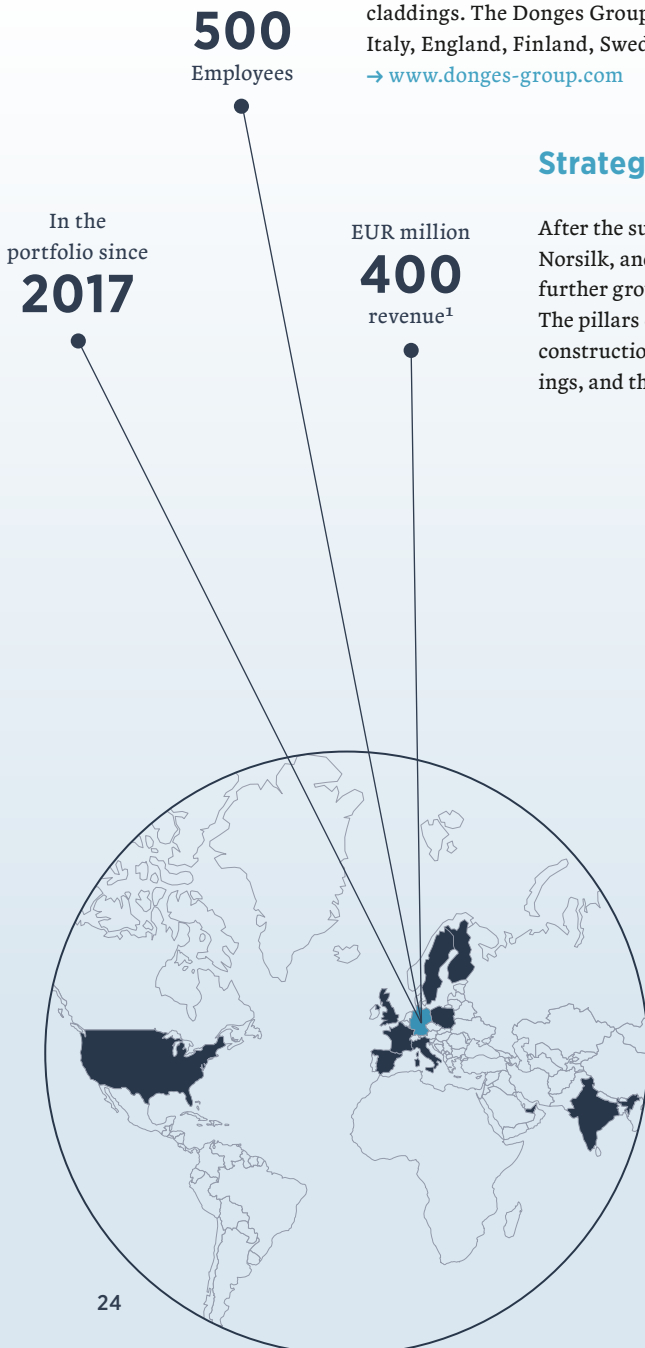 500
Employees
claddings. The Donges Group
Italy, England, Finland, Swed
→ www.donges-group.com
Strateg
In the
portfolio since
2017
EUR million
400
revenue¹
After the su
Norsilk, and
further grou
The pillars
constructio
ings, and th
24